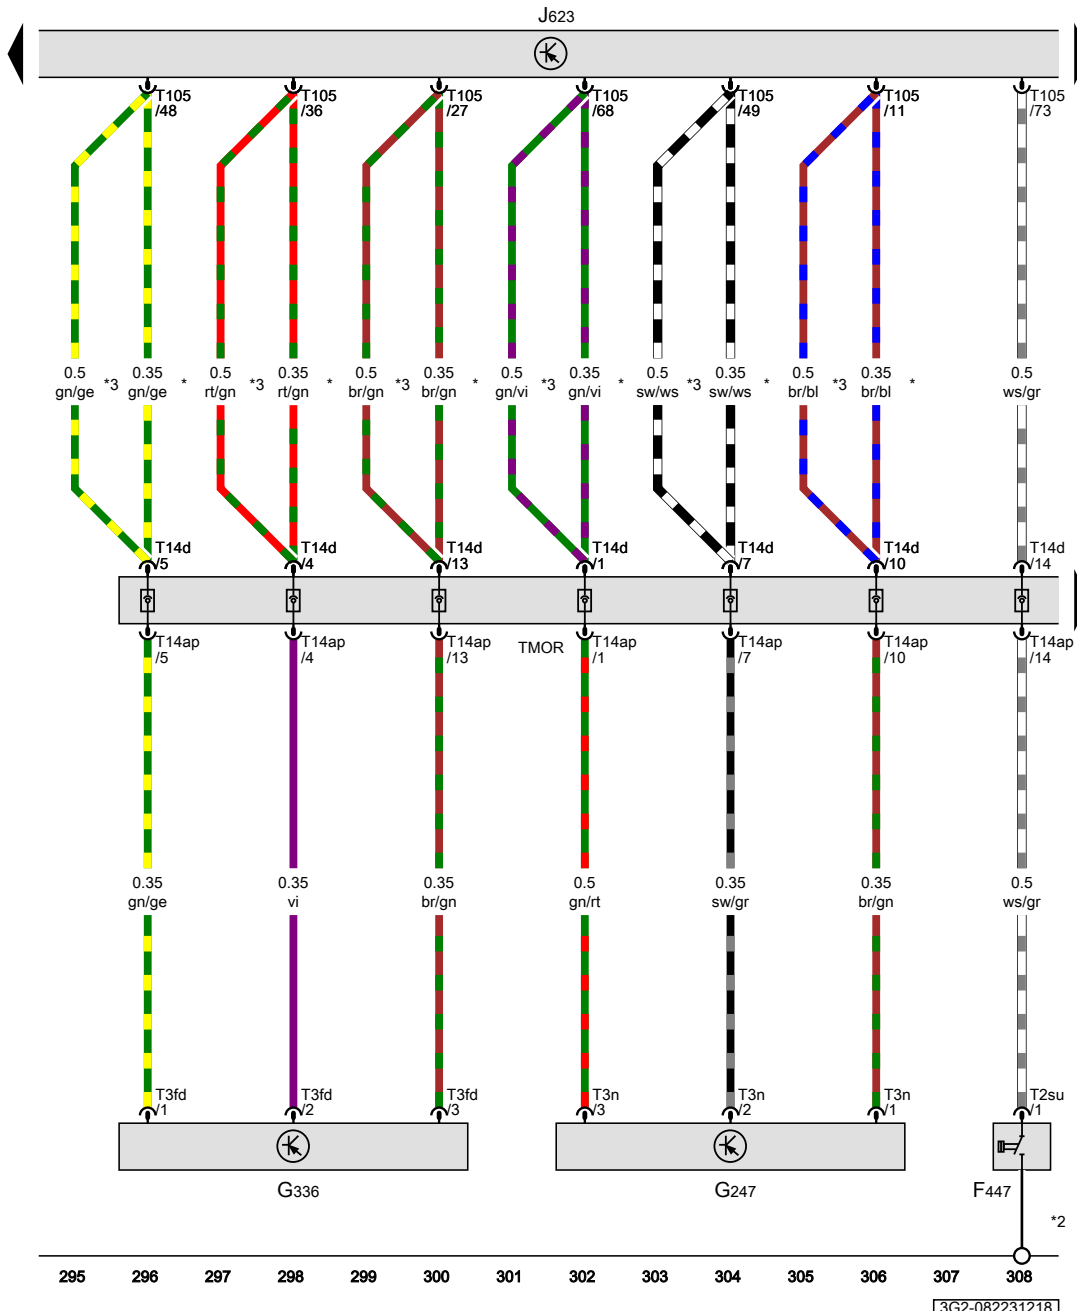 J623
T105 T105 T105 T105 T105 T105 T105
/48 /36 /27 /68 /49 /11 /73
0.5 0.35 0.5 0.35 0.5 0.35 0.5 0.35 0.5 0.35 0.5 0.35 0.5
*3 * *3 * *3 * *3 * *3 * *3 *
gn/ge gn/ge rt/gn rt/gn br/gn br/gn gn/vi gn/vi sw/ws sw/ws br/bl br/bl ws/gr
T14d T14d T14d T14d T14d T14d T14d
/5 /4 /13 /1 /7 /10 /14
T14ap T14ap T14ap TMOR T14ap T14ap T14ap T14ap
/5 /4 /13 /1 /7 /10 /14
0.35 0.35 0.35 0.5 0.35 0.35 0.5
gn/ge vi br/gn gn/rt sw/gr br/gn ws/gr
T3fd T3fd T3fd T3n T3n T3n T2su
/1 /2 /3 /3 /2 /1 /1
G336 G247 F447
*2
295 296 297 298 299 300 301 302 303 304 305 306 307 308
3G2-082231218